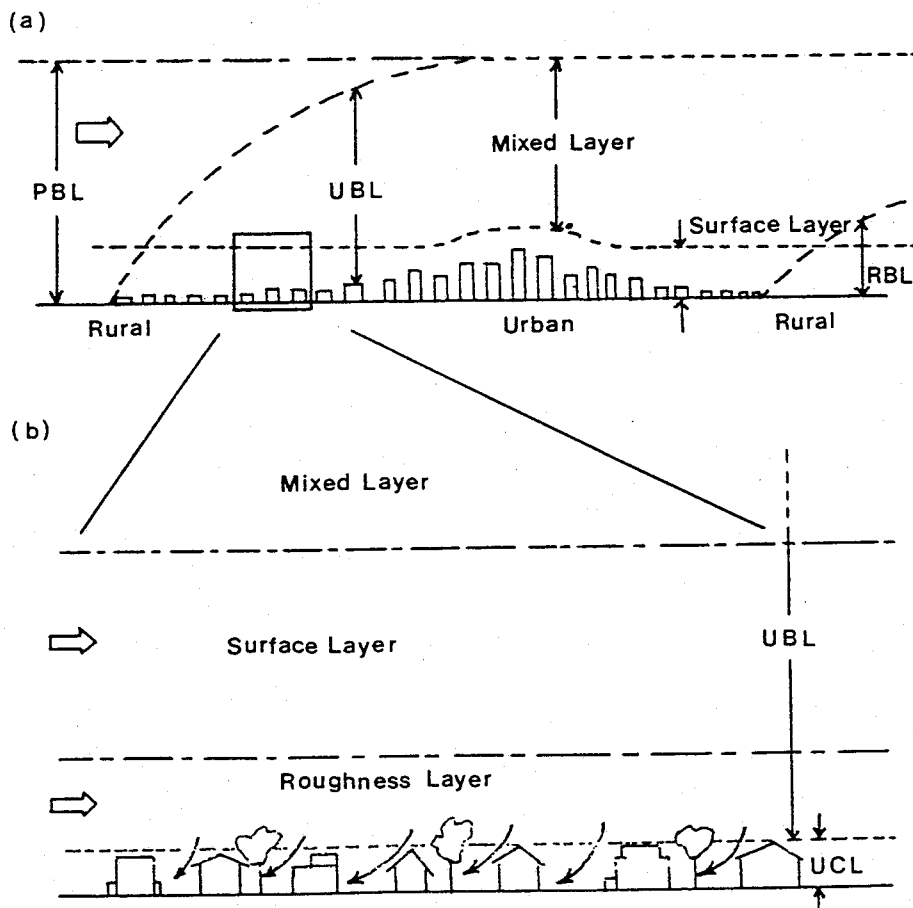 (a)
PBL
UBL
Mixed Layer
Surface Layer
RBL
Rural
Urban
Rural
(b)
Mixed Layer
Surface Layer
UBL
Roughness Layer
UCL